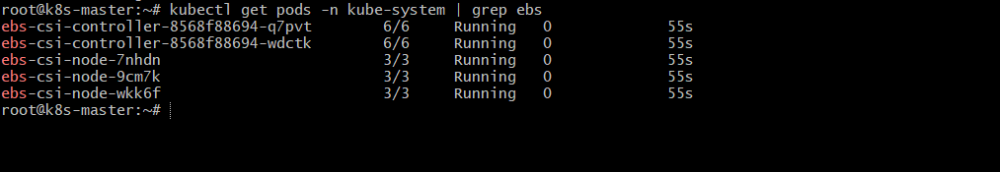 root@k8s-master:~# kubectl get pods -n kube-system | grep ebs
ebs-csi-controller-8568f88694-q7pvt 6/6 Running 0 55s
ebs-csi-controller-8568f88694-wdctk 6/6 Running 0 55s
ebs-csi-node-7nhdn 3/3 Running 0 55s
ebs-csi-node-9cm7k 3/3 Running 0 55s
ebs-csi-node-wkk6f 3/3 Running 0 55s
root@k8s-master:~#